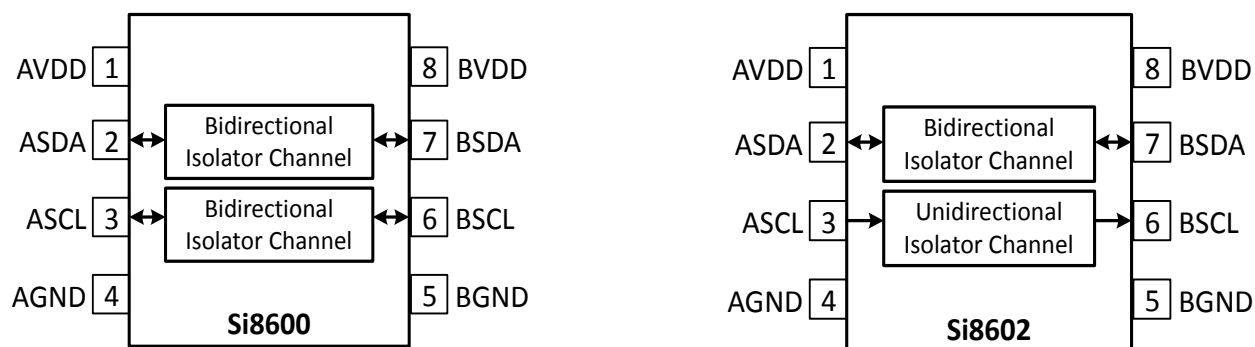 AVDD 1
8 BVDD
Bidirectional
Isolator Channel
ASDA 2
7 BSDA
Bidirectional
Isolator Channel
ASCL 3
6 BSCL
AGND 4
5 BGND
Si8600
AVDD 1
8 BVDD
Bidirectional
Isolator Channel
ASDA 2
7 BSDA
Unidirectional
Isolator Channel
ASCL 3
6 BSCL
AGND 4
5 BGND
Si8602